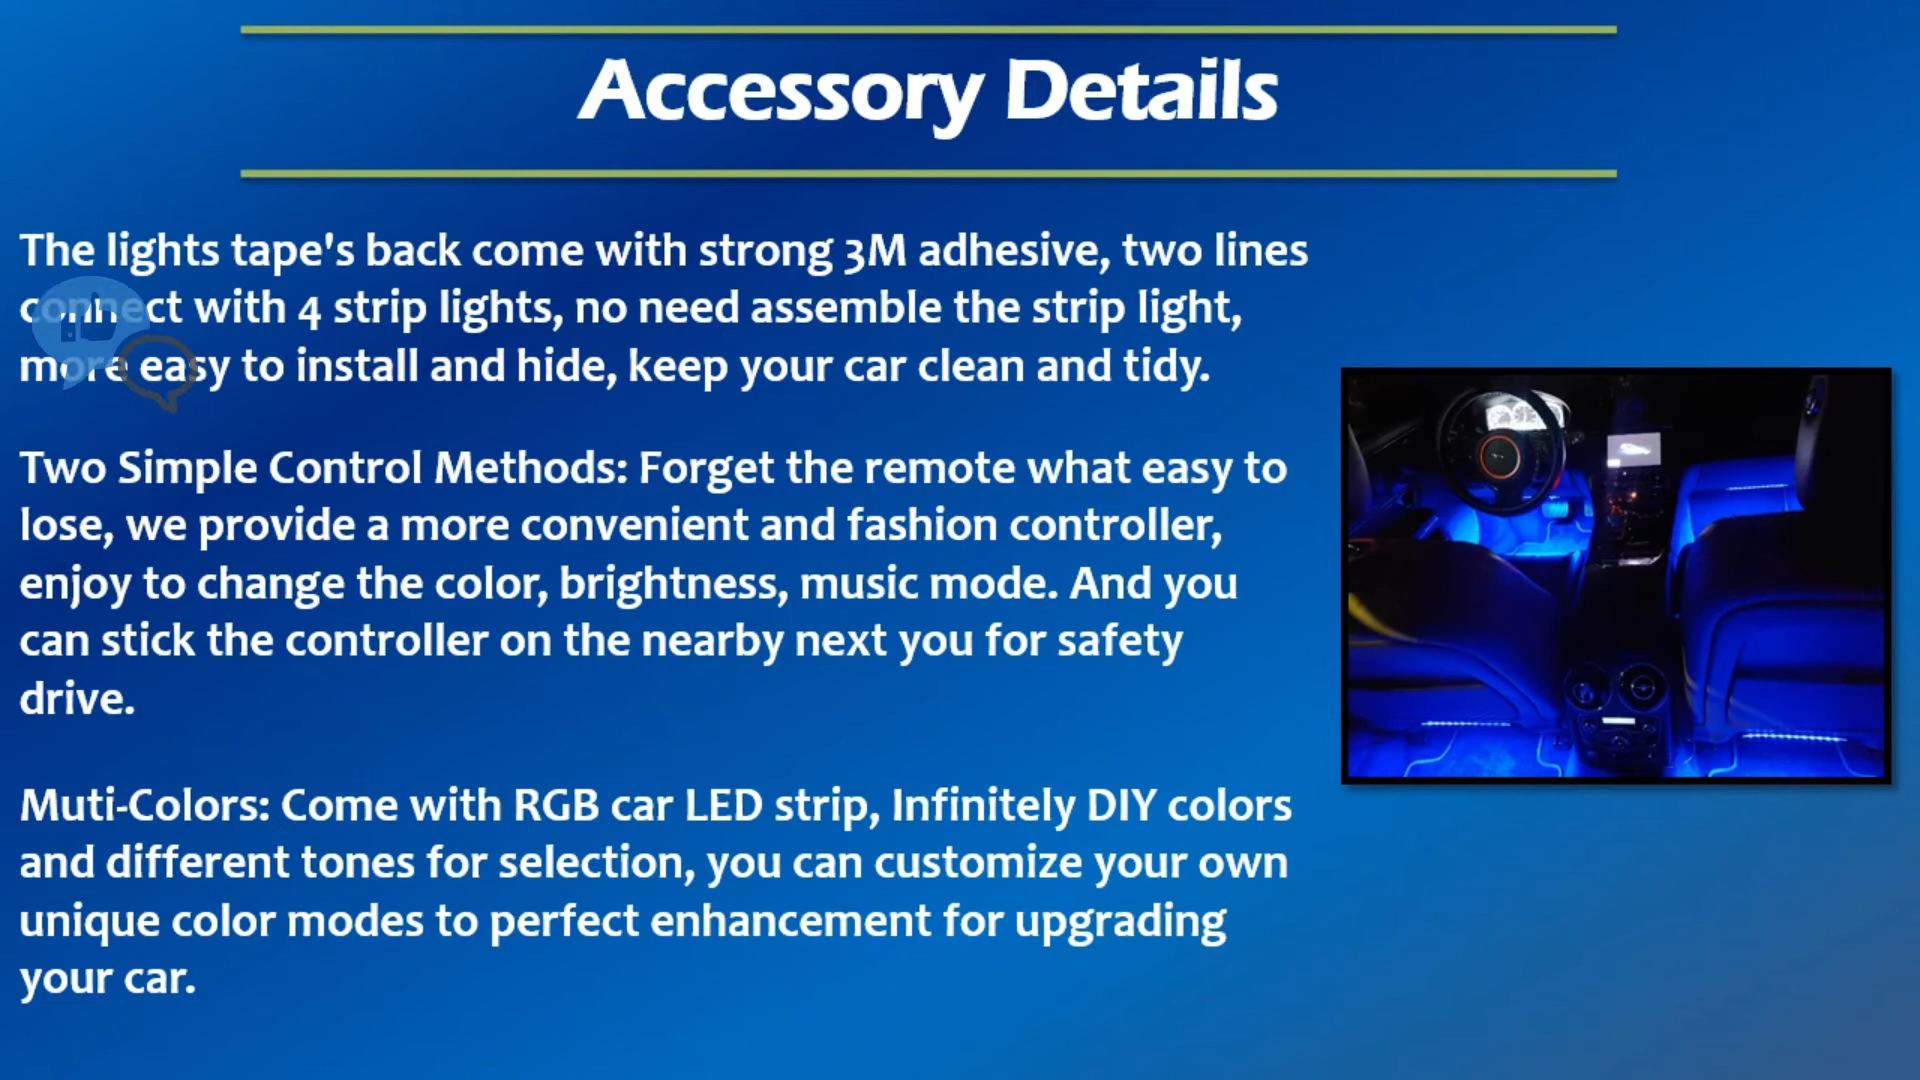 Accessory Details
The lights tape's back come with strong 3M adhesive, two lines
connect with 4 strip lights, no need assemble the strip light,
more easy to install and hide, keep your car clean and tidy.
Two Simple Control Methods: Forget the remote what easy to
lose, we provide a more convenient and fashion controller,
enjoy to change the color, brightness, music mode. And you
can stick the controller on the nearby next you for safety
drive.
Muti-Colors: Come with RGB car LED strip, Infinitely DIY colors
and different tones for selection, you can customize your own
unique color modes to perfect enhancement for upgrading
your car.